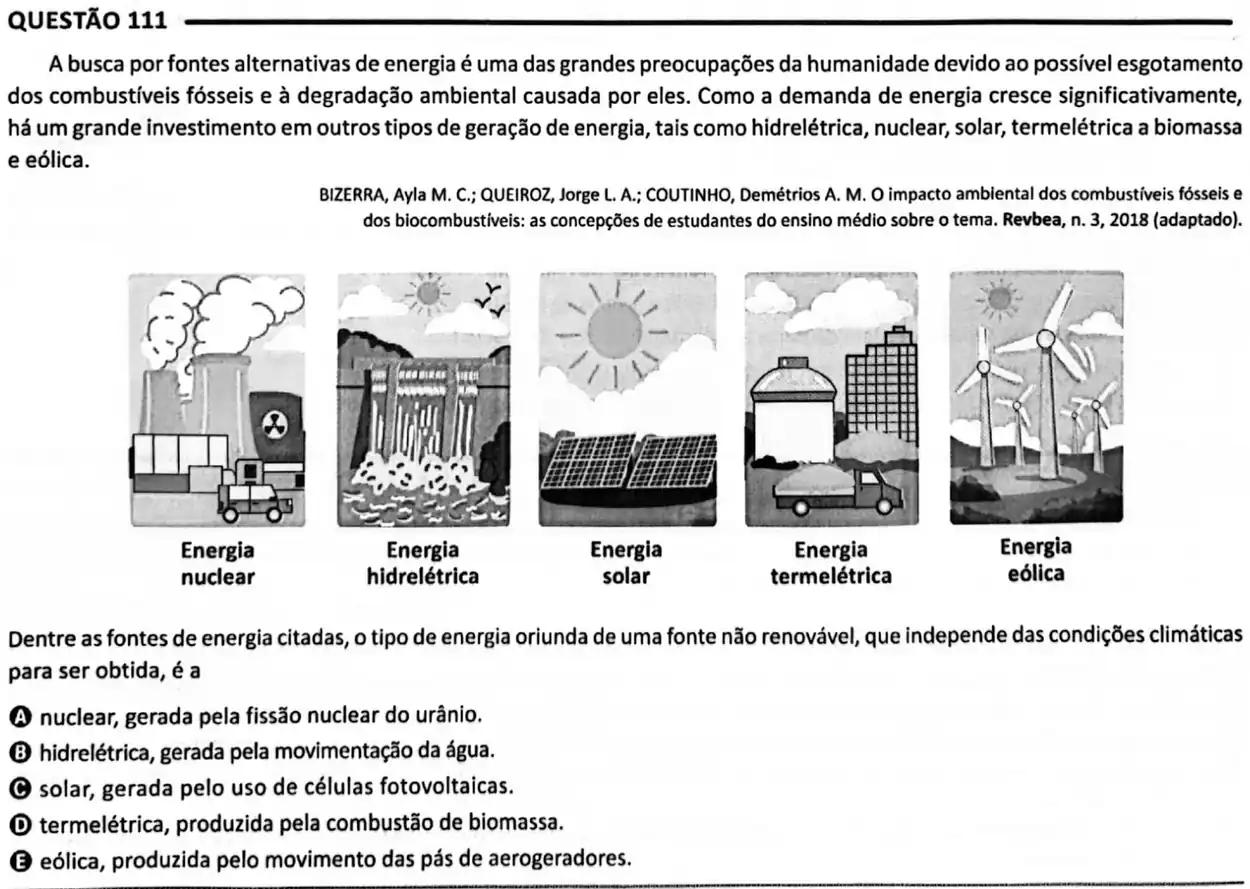 QUESTÃO 111
A busca por fontes alternativas de energia é uma das grandes preocupações da humanidade devido ao possível esgotamento
dos combustíveis fósseis e à degradação ambiental causada por eles. Como a demanda de energia cresce significativamente,
há um grande investimento em outros tipos de geração de energia, tais como hidrelétrica, nuclear, solar, termelétrica a biomassa
e eólica.
BIZERRA, Ayla M. C.; QUEIROZ, Jorge L. A.; COUTINHO, Demétrios A. M. O impacto ambiental dos combustíveis fósseis e
dos biocombustíveis: as concepções de estudantes do ensino médio sobre o tema. Revbea, n. 3, 2018 (adaptado).
Energia
nuclear
Energia
hidrelétrica
Energia
solar
Energia
termelétrica
Energia
eólica
Dentre as fontes de energia citadas, o tipo de energia oriunda de uma fonte não renovável, que independe das condições climáticas
para ser obtida, é a
A nuclear, gerada pela fissão nuclear do urânio.
B hidrelétrica, gerada pela movimentação da água.
C solar, gerada pelo uso de células fotovoltaicas.
D termelétrica, produzida pela combustão de biomassa.
E eólica, produzida pelo movimento das pás de aerogeradores.